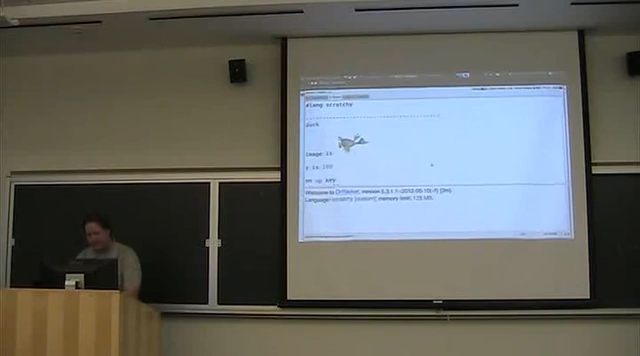 #lang scratchy
duck
image is
y is 100
on up key
Welcome to DrRacket, version
Language: scratchy [custom]; memory limit: 128 MB.